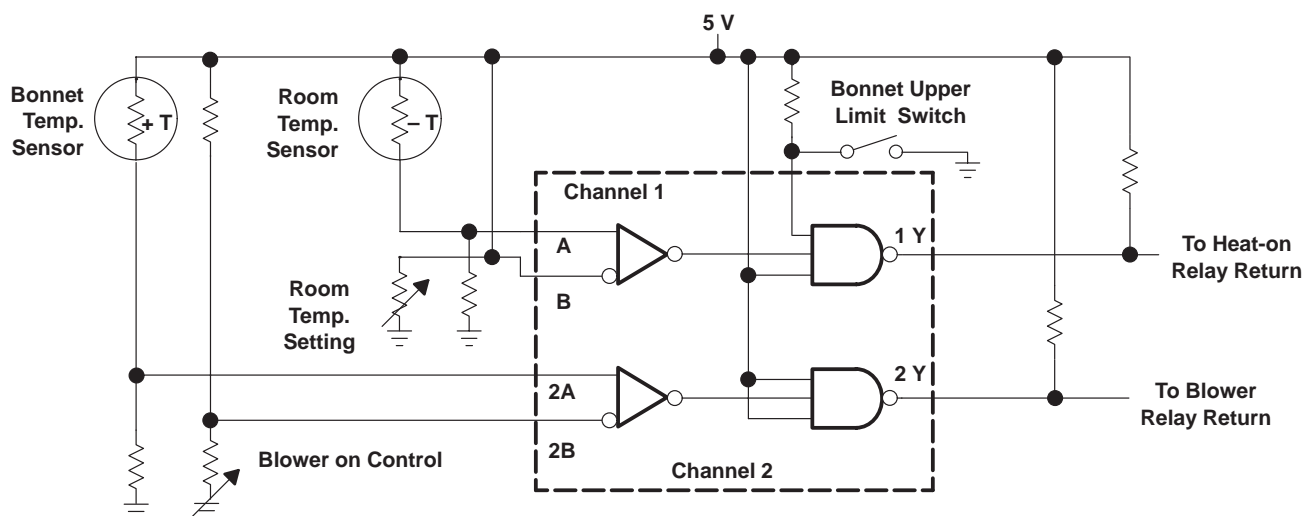 5 V
Bonnet
Temp.
Sensor
+ T
Room
Temp.
Sensor
– T
Bonnet Upper
Limit Switch
Channel 1
A
B
1 Y
To Heat-on
Relay Return
Room
Temp.
Setting
2A
2B
2 Y
To Blower
Relay Return
Blower on Control
Channel 2